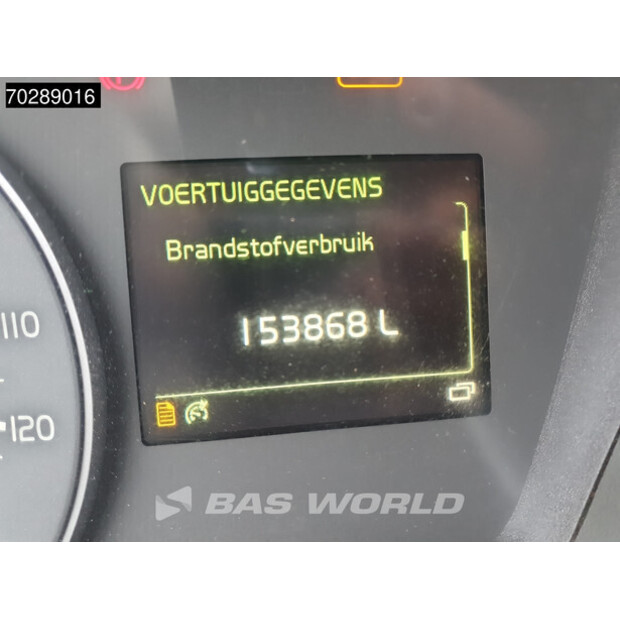 70289016
VOERTUIGGEGEVENS
Brandstofverbruik
110
153868 L
120
BAS WORLD